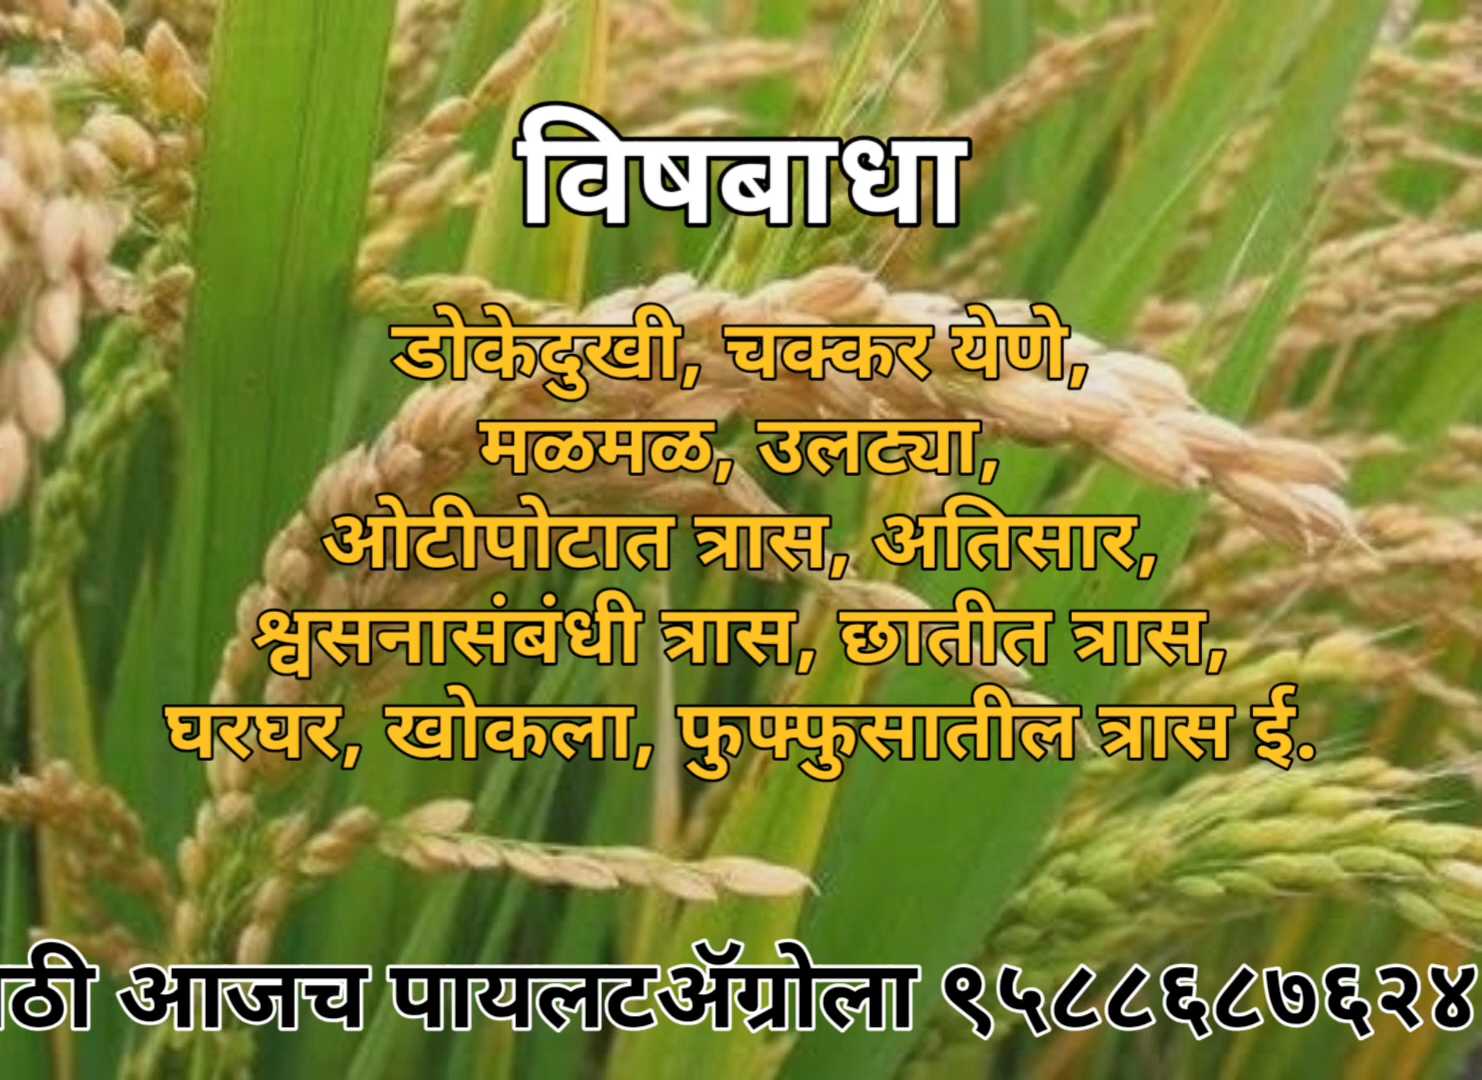 विषबाधा
डोकेदुखी, चक्कर येणे,
मळमळ, उलट्या,
ओटीपोटात त्रास, अतिसार,
श्वसनासंबंधी त्रास, छातीत त्रास,
घरघर, खोकला, फुफ्फुसातील त्रास ई.
आजच पायलटॲग्रोला ९५८८६८७६२४